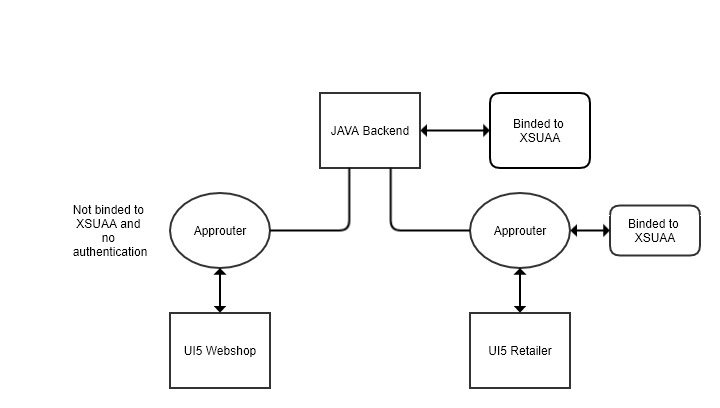 JAVA Backend
Binded to
XSUAA
Not binded to
XSUAA and
no
authentication
Approuter
Approuter
Binded to
XSUAA
UI5 Webshop
UI5 Retailer